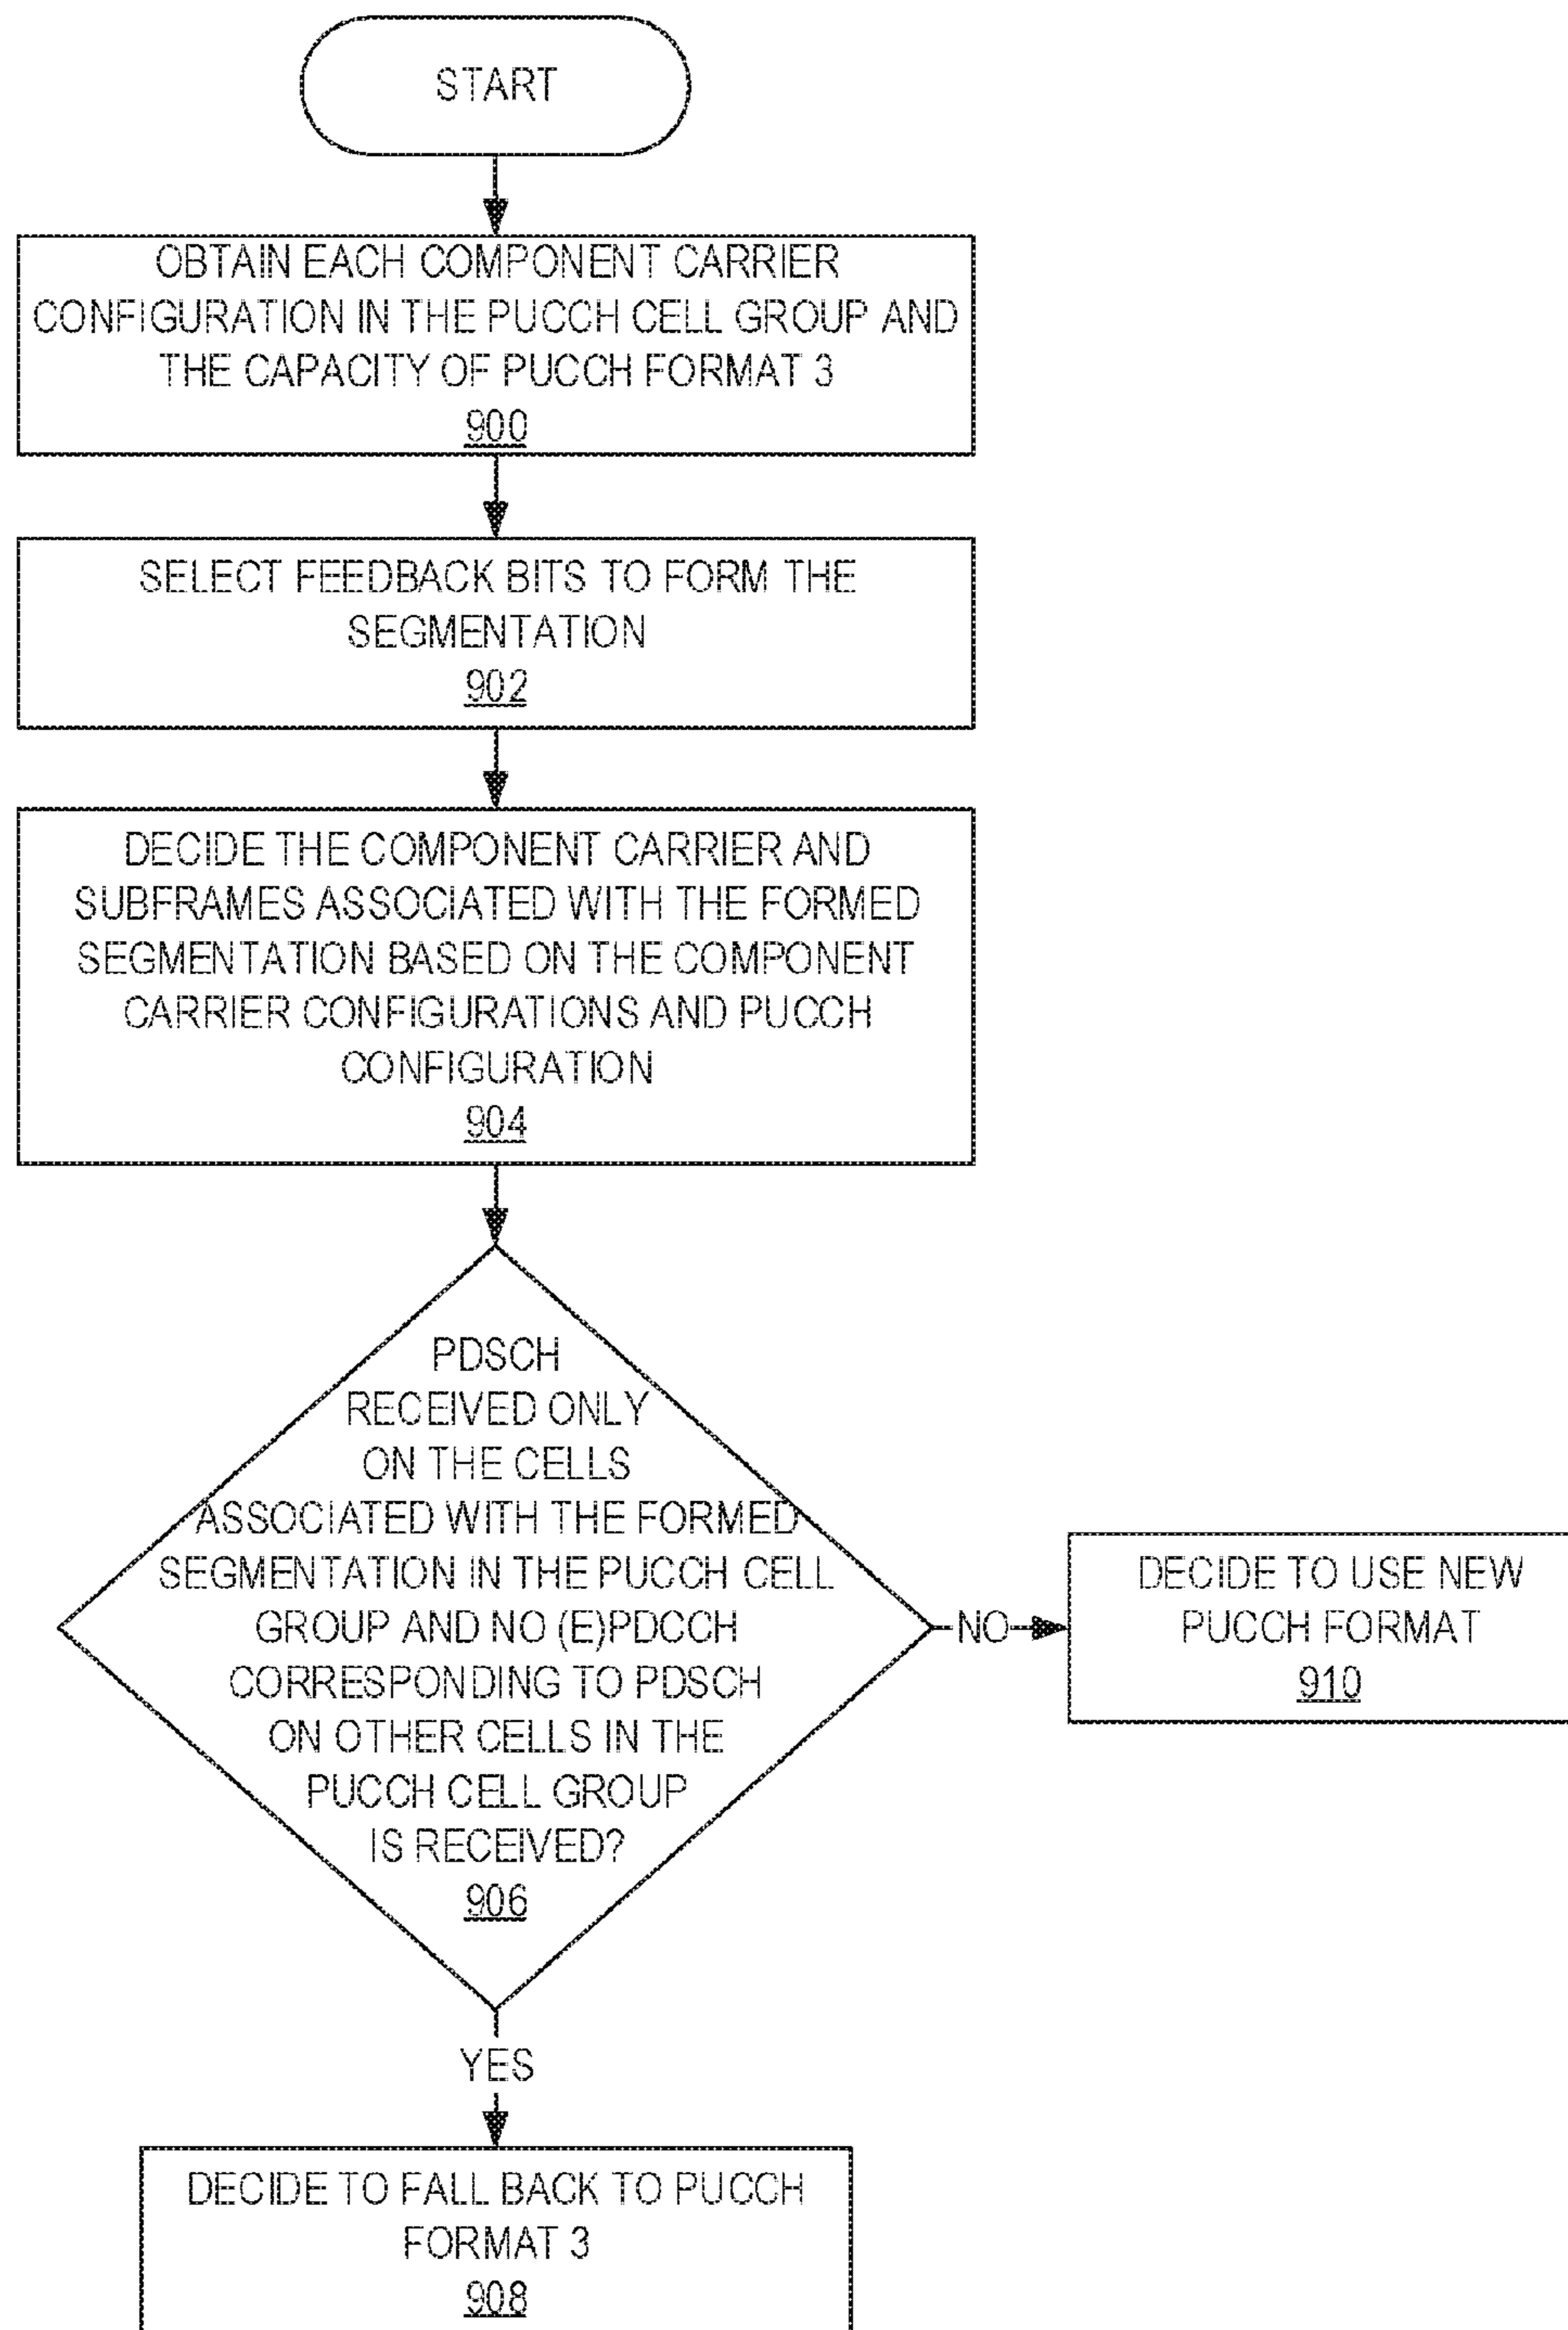 START
OBTAIN EACH COMPONENT CARRIER
CONFIGURATION IN THE PUCCH CELL GROUP AND
THE CAPACITY OF PUCCH FORMAT 3
900
SELECT FEEDBACK BITS TO FORM THE
SEGMENTATION
902
DECIDE THE COMPONENT CARRIER AND
SUBFRAMES ASSOCIATED WITH THE FORMED
SEGMENTATION BASED ON THE COMPONENT
CARRIER CONFIGURATIONS AND PUCCH
CONFIGURATION
904
PDSCH
RECEIVED ONLY
ON THE CELLS
ASSOCIATED WITH THE FORMED
SEGMENTATION IN THE PUCCH CELL
GROUP AND NO (E)PDCCH
CORRESPONDING TO PDSCH
ON OTHER CELLS IN THE
PUCCH CELL GROUP
IS RECEIVED?
906
NO
DECIDE TO USE NEW
PUCCH FORMAT
910
YES
DECIDE TO FALL BACK TO PUCCH
FORMAT 3
908